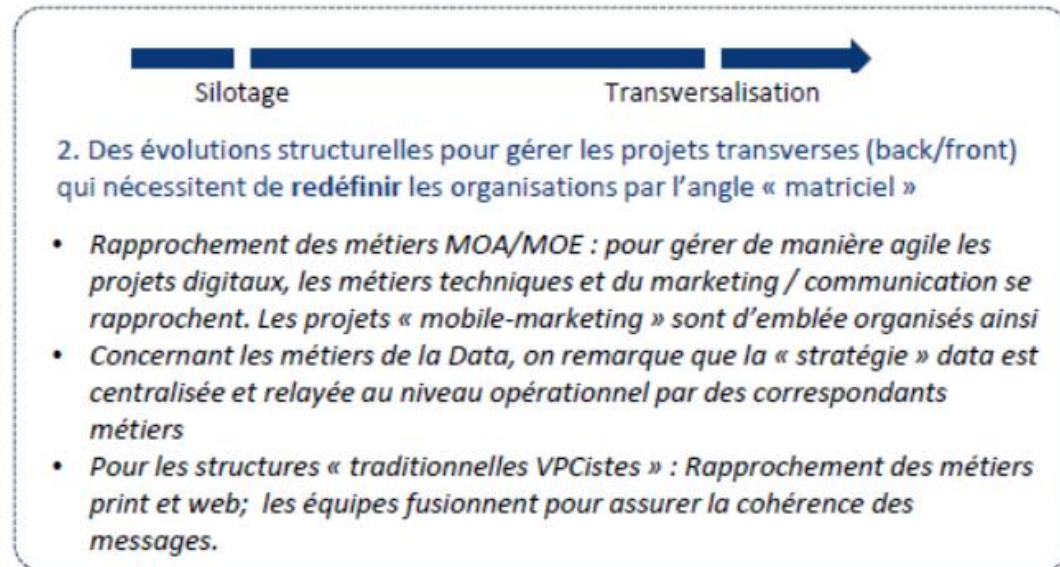 Silotage Transversalisation
2. Des évolutions structurelles pour gérer les projets transverses (back/front)
qui nécessitent de redéfinir les organisations par l’angle « matriciel »
• Rapprochement des métiers MOA/MOE : pour gérer de manière agile les
projets digitaux, les métiers techniques et du marketing / communication se
rapprochent. Les projets « mobile-marketing » sont d’emblée organisés ainsi
• Concernant les métiers de la Data, on remarque que la « stratégie » data est
centralisée et relayée au niveau opérationnel par des correspondants
métiers
• Pour les structures « traditionnelles VPCistes » : Rapprochement des métiers
print et web; les équipes fusionnent pour assurer la cohérence des
messages.